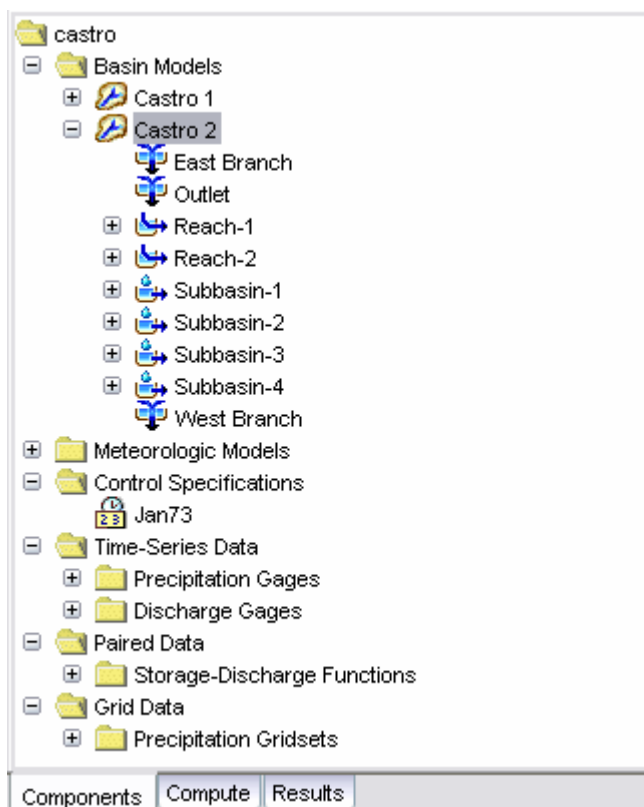 castro
Basin Models
Castro 1
Castro 2
East Branch
Outlet
Reach-1
Reach-2
Subbasin-1
Subbasin-2
Subbasin-3
Subbasin-4
West Branch
Meteorologic Models
Control Specifications
Jan73
Time-Series Data
Precipitation Gages
Discharge Gages
Paired Data
Storage-Discharge Functions
Grid Data
Precipitation Gridsets
Components Compute Results